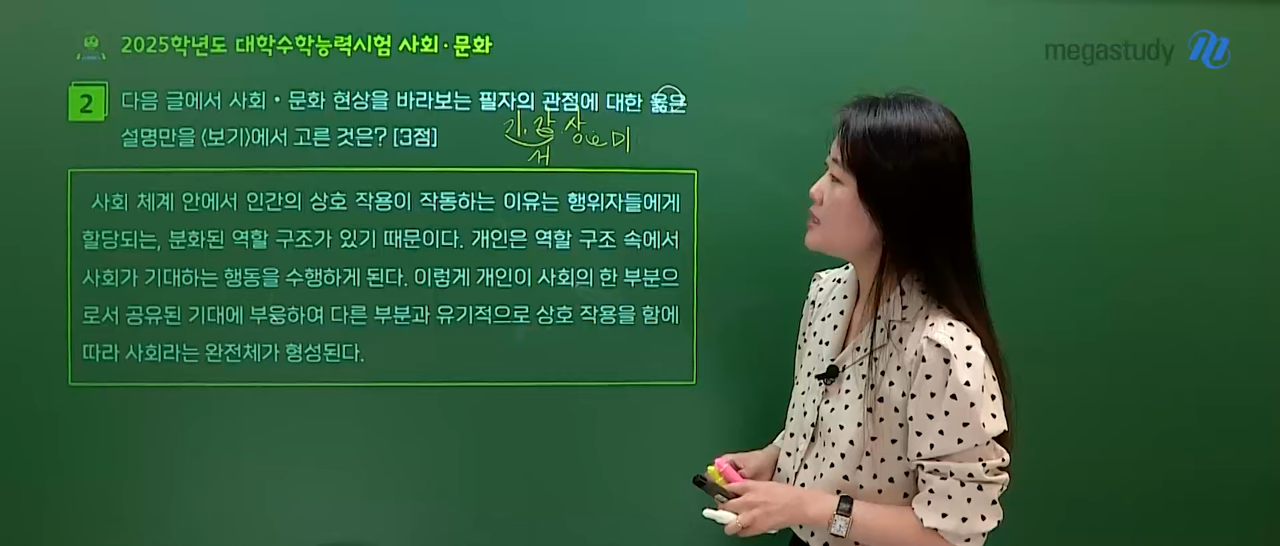 2025학년도 대학수학능력시험 사회·문화
megastudy
2 다음 글에서 사회·문화 현상을 바라보는 필자의 관점에 대한 옳은
설명만을 <보기>에서 고른 것은? [3점]
기.갈 상
미
사회 체계 안에서 인간의 상호 작용이 작동하는 이유는 행위자들에게
할당되는, 분화된 역할 구조가 있기 때문이다. 개인은 역할 구조 속에서
사회가 기대하는 행동을 수행하게 된다. 이렇게 개인이 사회의 한 부분으
로서 공유된 기대에 부응하여 다른 부분과 유기적으로 상호 작용을 함에
따라 사회라는 완전체가 형성된다.